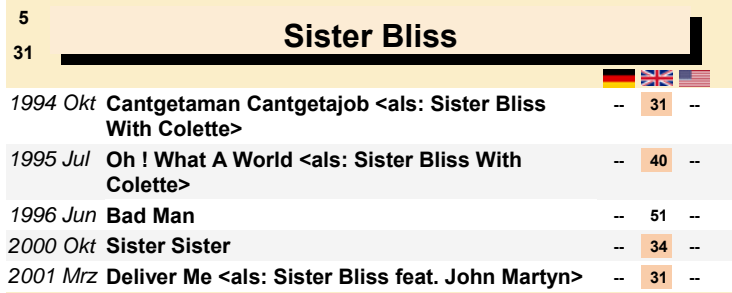 5
31
Sister Bliss
1994 Okt Cantgetaman Cantgetajob <als: Sister Bliss -- 31 --
With Colette>
1995 Jul Oh ! What A World <als: Sister Bliss With -- 40 --
Colette>
1996 Jun Bad Man -- 51 --
2000 Okt Sister Sister -- 34 --
2001 Mrz Deliver Me <als: Sister Bliss feat. John Martyn> -- 31 --